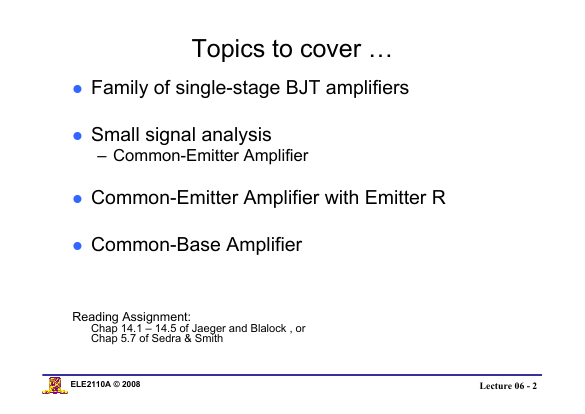 Topics to cover …
● Family of single-stage BJT amplifiers
● Small signal analysis
– Common-Emitter Amplifier
● Common-Emitter Amplifier with Emitter R
● Common-Base Amplifier
Reading Assignment:
Chap 14.1 – 14.5 of Jaeger and Blalock , or
Chap 5.7 of Sedra & Smith
ELE2110A © 2008
Lecture 06 - 2